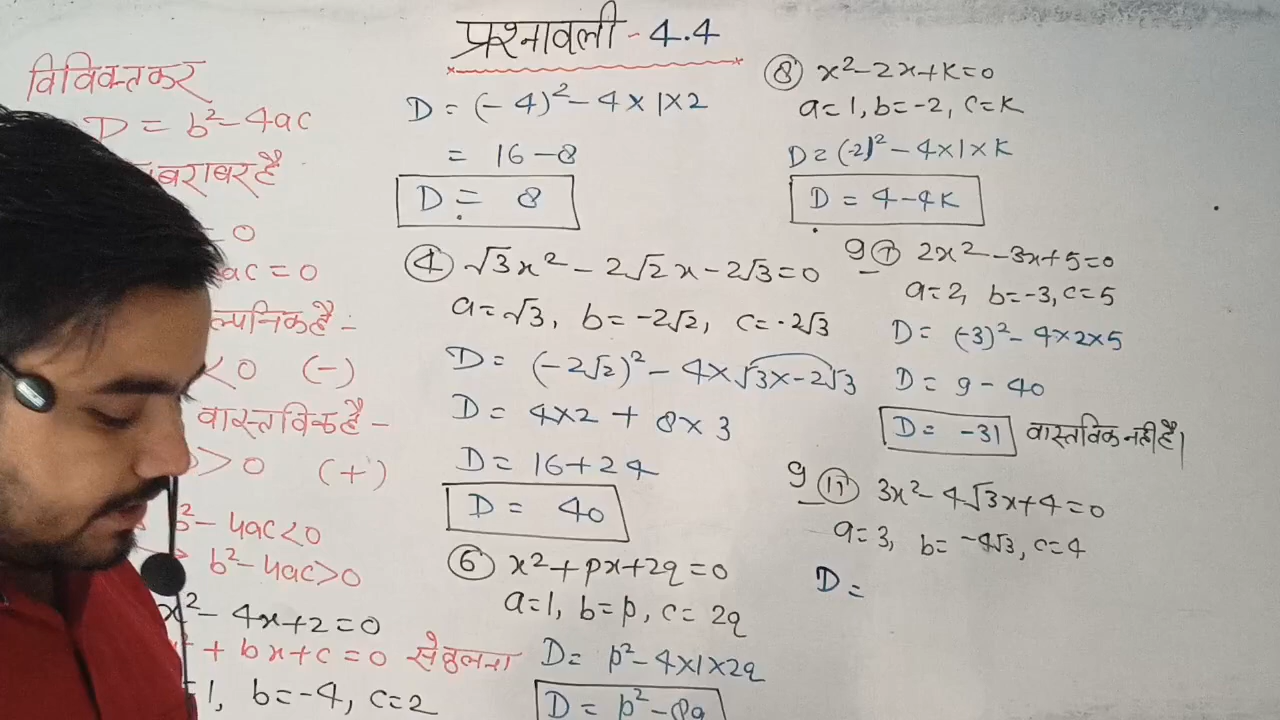 प्रश्नावली - 4.4
विविक्तकर
D = b²-4ac
बराबर है
0
ac = 0
ल्पनिक है -
<0 (-)
वास्तविक है -
> 0 (+)
b²- 4ac<0
b²-4ac>0
x²- 4x+2=0
+ bx+c=0 से तुलना
1, b=-4, c=2
D = (-4)²-4×1×2
= 16-8
D = 8
④ √3x²-2√2x-2√3=0
a=√3, b=-2√2, c=-2√3
D= (-2√2)²-4×√3×-2√3
D= 4×2 + 8×3
D= 16+24
D= 40
⑥ x²+px+2q=0
a=1, b=p, c=2q
D= p²-4×1×2q
D= p²-8q
⑧ x²-2x+K=0
a=1, b=-2, c=K
D= (-2)²-4×1×K
D = 4-4K
9 (i) 2x²-3x+5=0
a=2, b=-3, c=5
D= (-3)²-4×2×5
D= 9-40
D= -31 वास्तविक नही है।
9 (ii) 3x²-4√3x+4=0
a=3, b=-4√3, c=4
D=